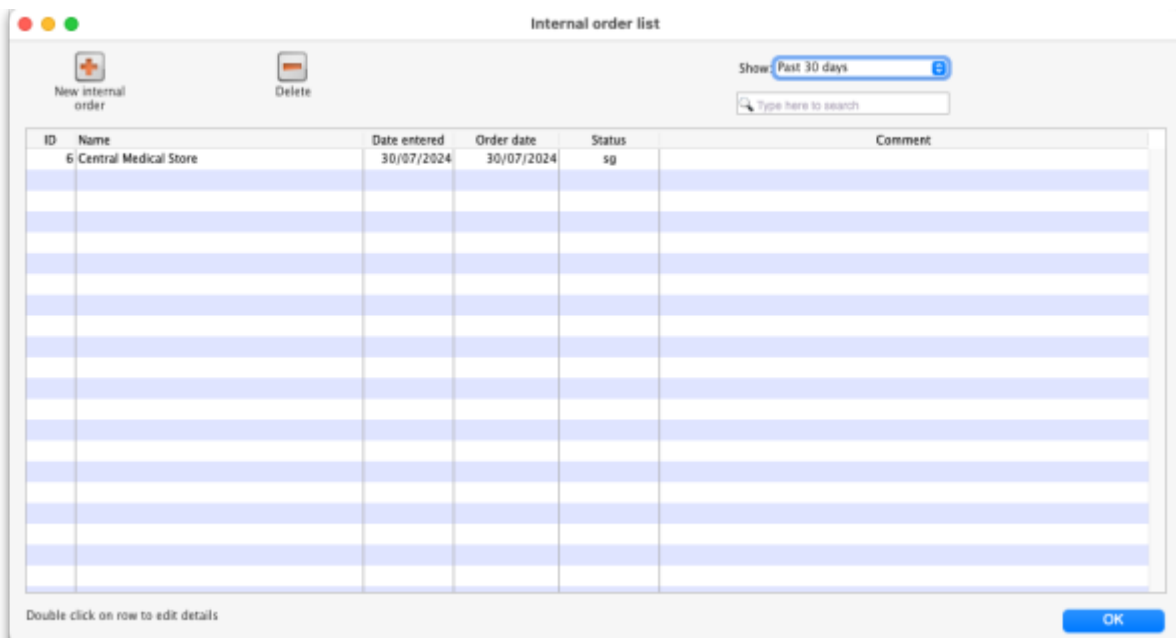 Internal order list
New internal
order
Delete
Show: Past 30 days
Type here to search
ID Name Date entered Order date Status Comment
6 Central Medical Store 30/07/2024 30/07/2024 sg
Double click on row to edit details
OK